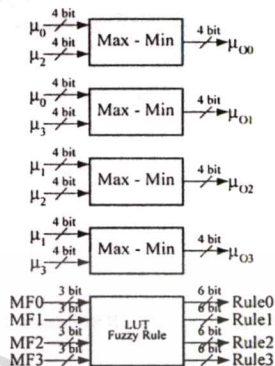 4 bit
μ0
4 bit
μ2
Max - Min
4 bit
μO0
4 bit
μ0
4 bit
μ3
Max - Min
4 bit
μO1
4 bit
μ1
4 bit
μ2
Max - Min
4 bit
μO2
4 bit
μ1
4 bit
μ3
Max - Min
4 bit
μO3
MF0 3 bit
MF1 3 bit
MF2 3 bit
MF3 3 bit
LUT
Fuzzy Rule
6 bit Rule0
6 bit Rule1
6 bit Rule2
6 bit Rule3